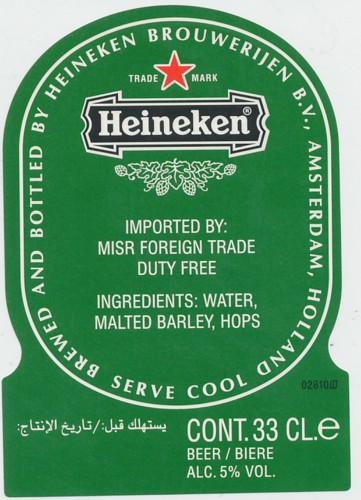 BREWED AND BOTTLED BY HEINEKEN BROUWERIJEN B.V., AMSTERDAM, HOLLAND
TRADE MARK
Heineken®
IMPORTED BY:
MISR FOREIGN TRADE
DUTY FREE
INGREDIENTS: WATER,
MALTED BARLEY, HOPS
SERVE COOL
يستهلك قبل:/تاريخ الإنتاج:
CONT. 33 CL.e
BEER / BIERE
ALC. 5% VOL.